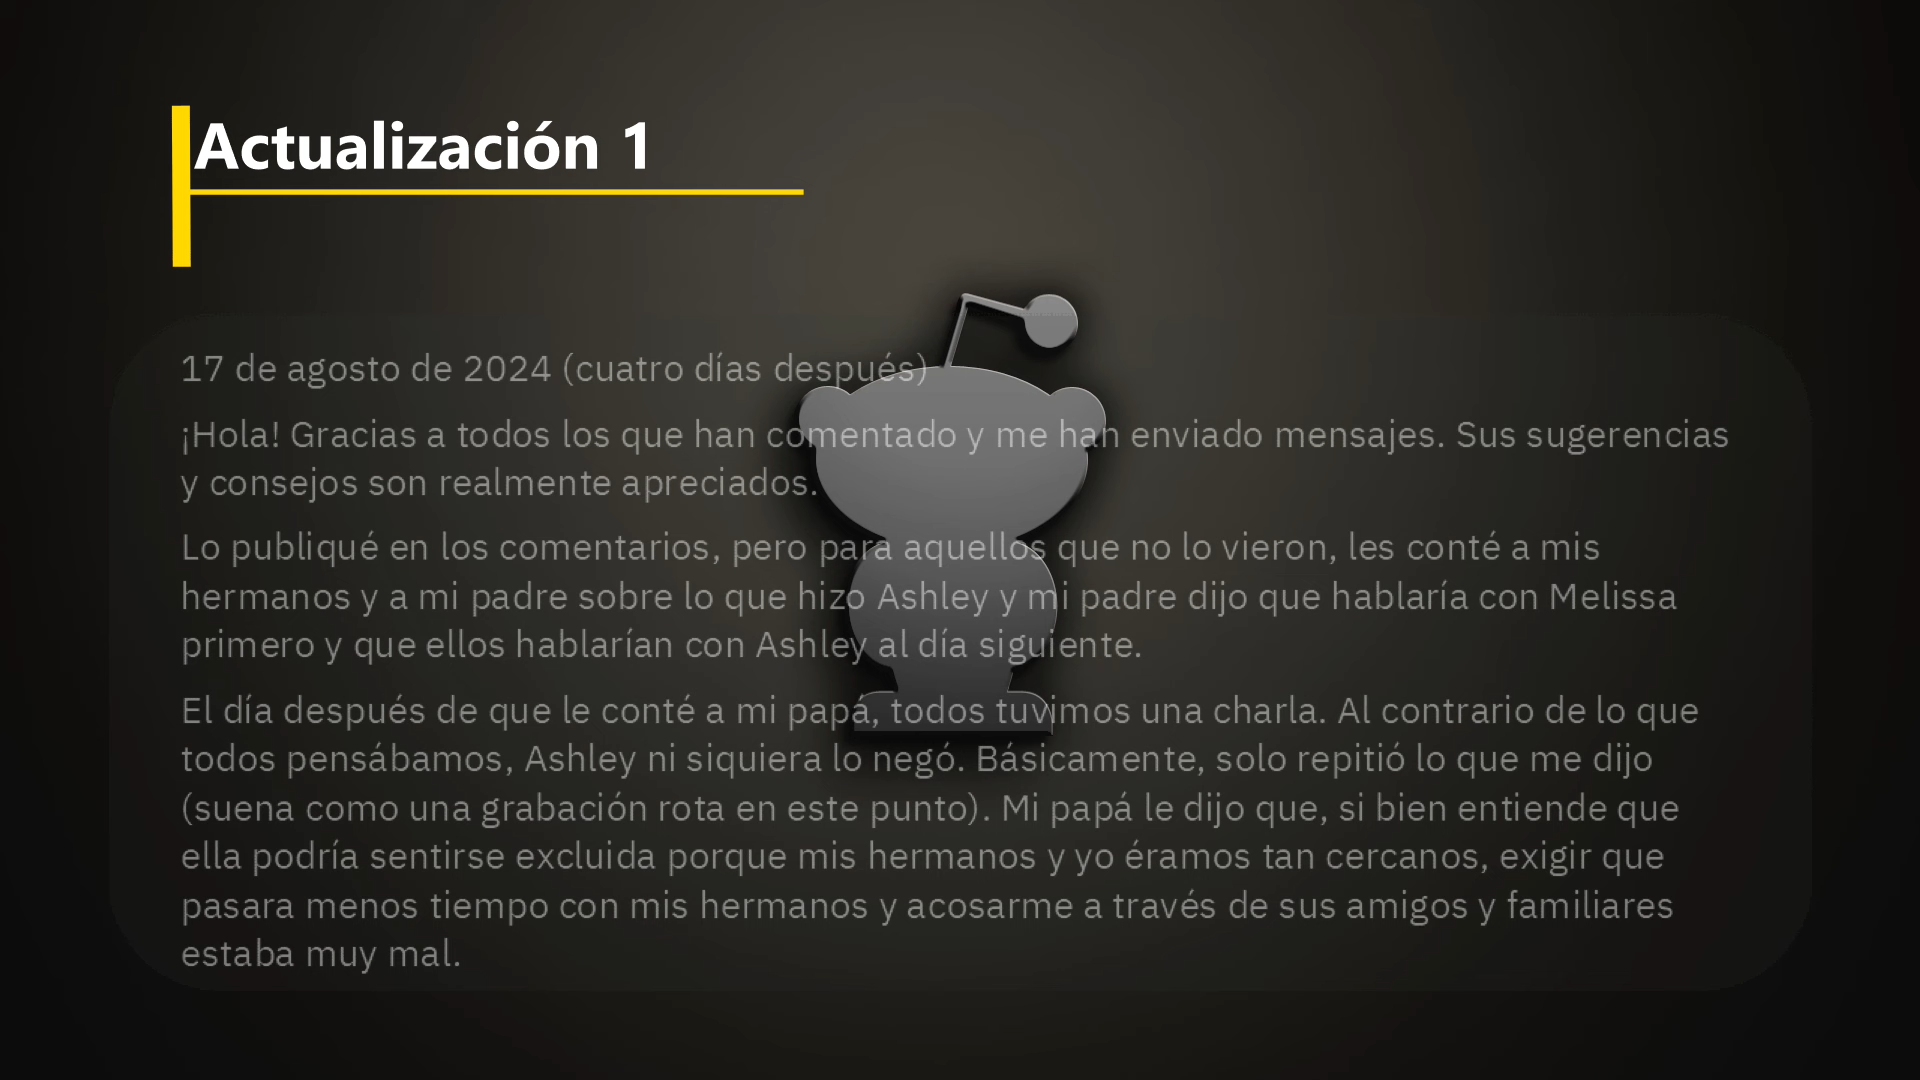 Actualización 1
17 de agosto de 2024 (cuatro días después)
¡Hola! Gracias a todos los que han comentado y me han enviado mensajes. Sus sugerencias
y consejos son realmente apreciados.
Lo publiqué en los comentarios, pero para aquellos que no lo vieron, les conté a mis
hermanos y a mi padre sobre lo que hizo Ashley y mi padre dijo que hablaría con Melissa
primero y que ellos hablarían con Ashley al día siguiente.
El día después de que le conté a mi papá, todos tuvimos una charla. Al contrario de lo que
todos pensábamos, Ashley ni siquiera lo negó. Básicamente, solo repitió lo que me dijo
(suena como una grabación rota en este punto). Mi papá le dijo que, si bien entiende que
ella podría sentirse excluida porque mis hermanos y yo éramos tan cercanos, exigir que
pasara menos tiempo con mis hermanos y acosarme a través de sus amigos y familiares
estaba muy mal.